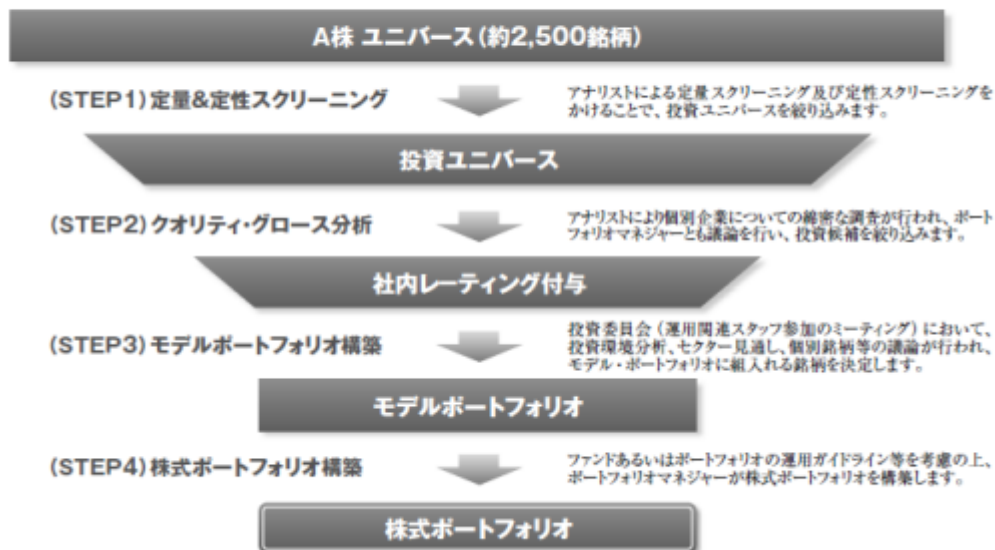 A株 ユニバース(約2,500銘柄)
(STEP1)定量&定性スクリーニング
アナリストによる定量スクリーニング及び定性スクリーニングを
かけることで、投資ユニバースを絞り込みます。
投資ユニバース
(STEP2)クオリティ・グロース分析
アナリストにより個別企業についての綿密な調査が行われ、ポート
フォリオマネジャーとも議論を行い、投資候補を絞り込みます。
社内レーティング付与
(STEP3)モデルポートフォリオ構築
投資委員会(運用関連スタッフ参加のミーティング)において、
投資環境分析、セクター見通し、個別銘柄等の議論が行われ、
モデル・ポートフォリオに組入れる銘柄を決定します。
モデルポートフォリオ
(STEP4)株式ポートフォリオ構築
ファンドあるいはポートフォリオの運用ガイドライン等を考慮の上、
ポートフォリオマネジャーが株式ポートフォリオを構築します。
株式ポートフォリオ